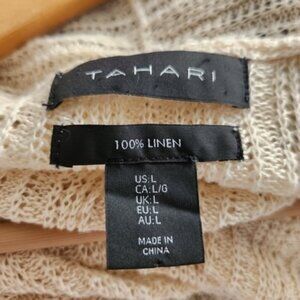 TAHARI
100% LINEN
US:L
CA:L/G
UK:L
EU:L
AU:L
MADE IN
CHINA